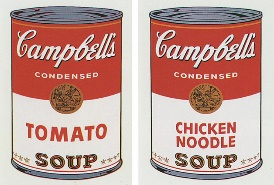 Campbell's
CONDENSED
TOMATO
SOUP
Campbell's
CONDENSED
CHICKEN
NOODLE
SOUP